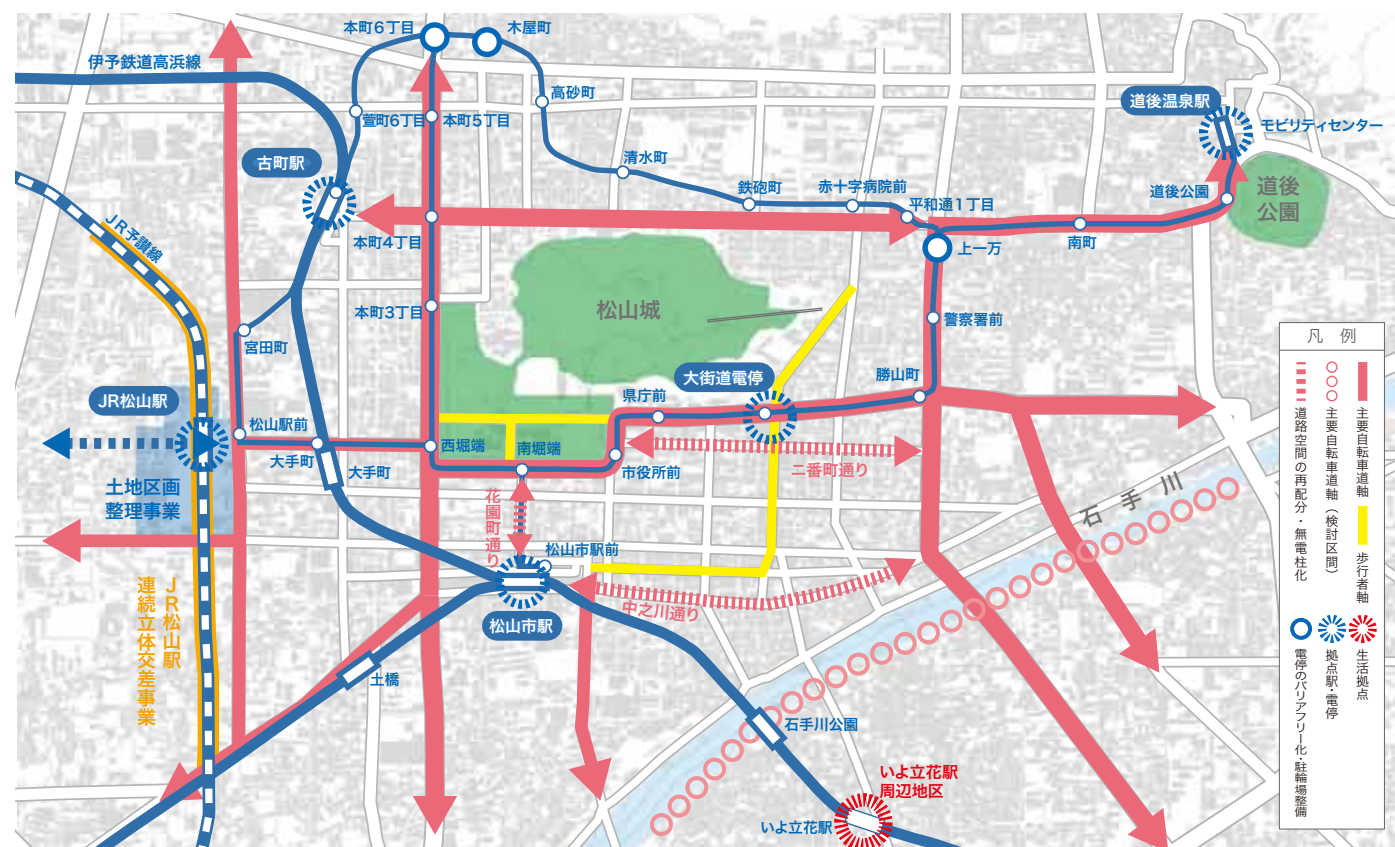 本町6丁目
木屋町
伊予鉄道高浜線
高砂町
道後温泉駅
モビリティセンター
萱町6丁目
本町5丁目
古町駅
清水町
鉄砲町
赤十字病院前
平和通1丁目
道後公園
道後
公園
JR予讃線
本町4丁目
上一万
南町
本町3丁目
松山城
警察署前
宮田町
大街道電停
勝山町
県庁前
JR松山駅
松山駅前
大手町
大手町
西堀端
南堀端
市役所前
二番町通り
土地区画
整理事業
花園町通り
石手川
松山市駅前
中之川通り
松山市駅
JR松山駅
連続立体交差事業
土橋
石手川公園
いよ立花駅
周辺地区
いよ立花駅
凡 例
主要自転車道軸
歩行者軸
生活拠点
主要自転車道軸(検討区間)
拠点駅・電停
道路空間の再配分・無電柱化
電停のバリアフリー化・駐輪場整備